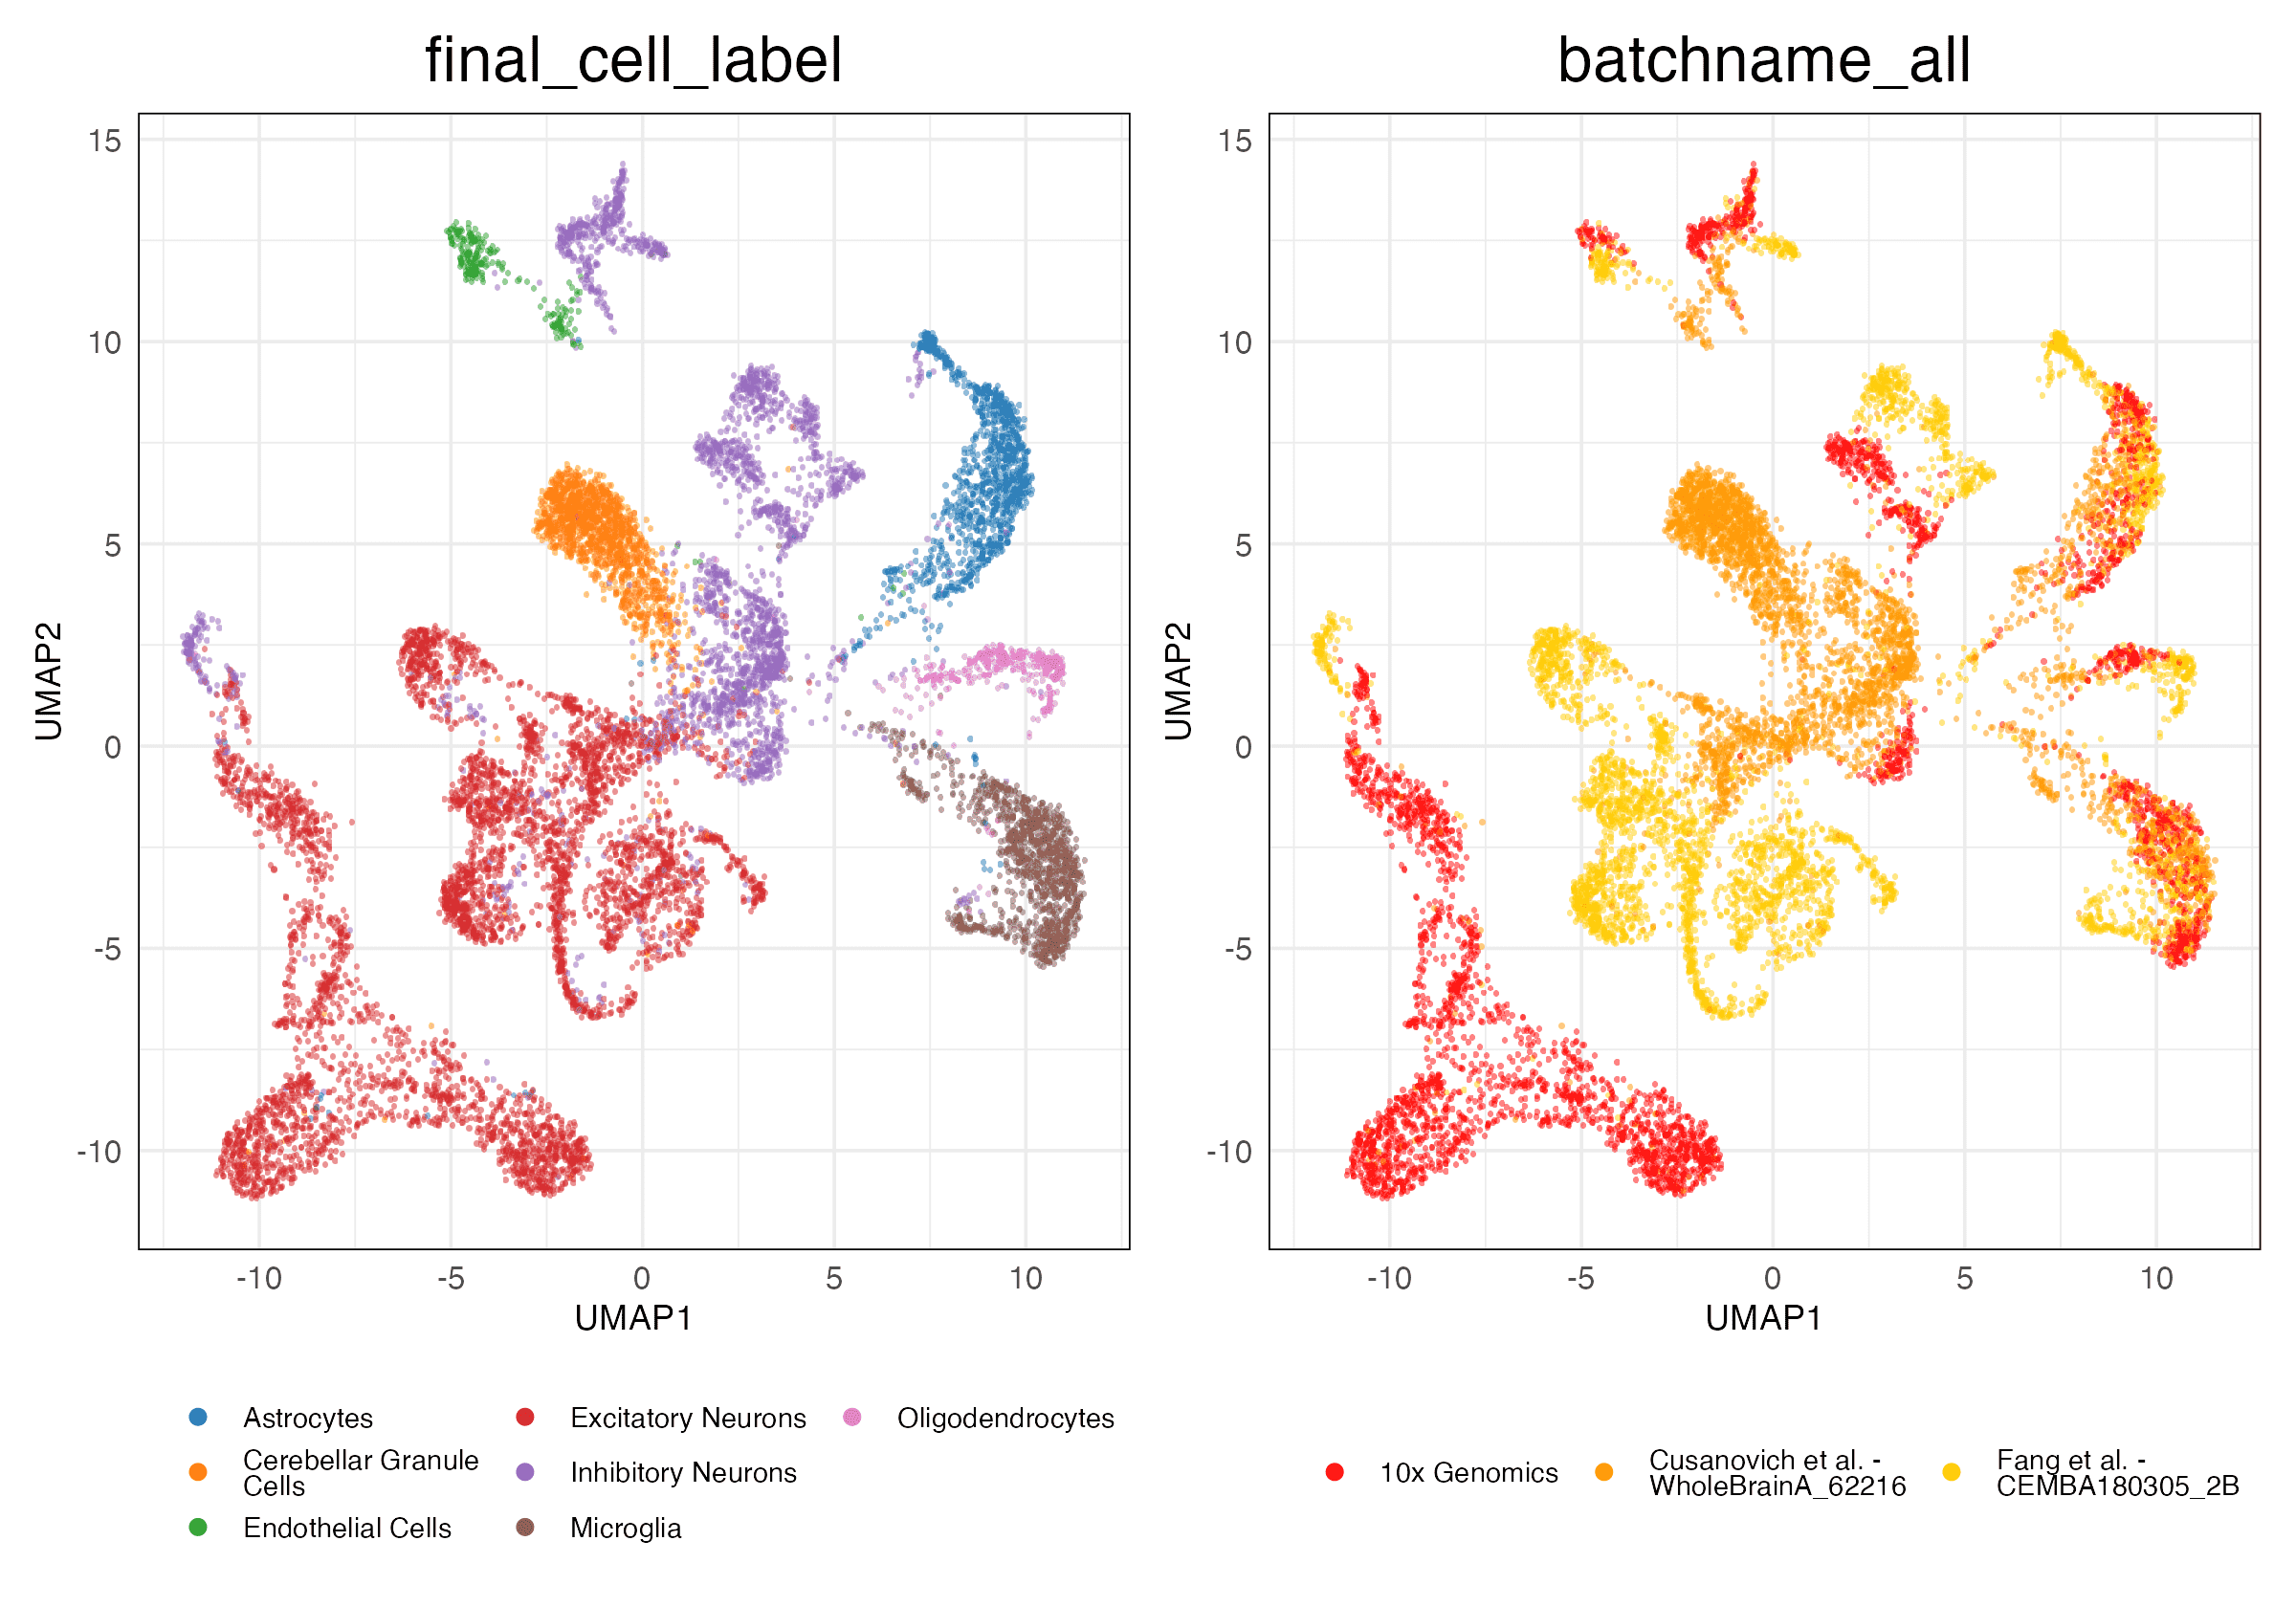 final_cell_label
batchname_all
15
10
5
0
-5
-10
UMAP2
-10
-5
0
5
10
UMAP1
15
10
5
0
-5
-10
UMAP2
-10
-5
0
5
10
UMAP1
Astrocytes
Cerebellar Granule
Cells
Endothelial Cells
Excitatory Neurons
Inhibitory Neurons
Microglia
Oligodendrocytes
10x Genomics
Cusanovich et al. -
WholeBrainA_62216
Fang et al. -
CEMBA180305_2B